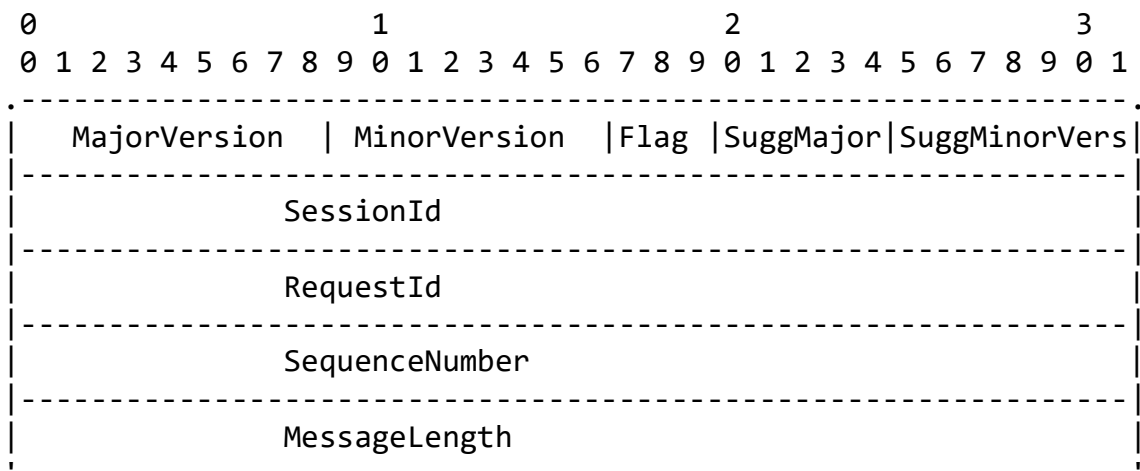 0                   1                   2                   3
0 1 2 3 4 5 6 7 8 9 0 1 2 3 4 5 6 7 8 9 0 1 2 3 4 5 6 7 8 9 0 1
.---------------------------------------------------------------.
|   MajorVersion  | MinorVersion  |Flag |SuggMajor|SuggMinorVers|
|---------------------------------------------------------------|
|               SessionId                                       |
|---------------------------------------------------------------|
|               RequestId                                       |
|---------------------------------------------------------------|
|               SequenceNumber                                  |
|---------------------------------------------------------------|
|               MessageLength                                   |